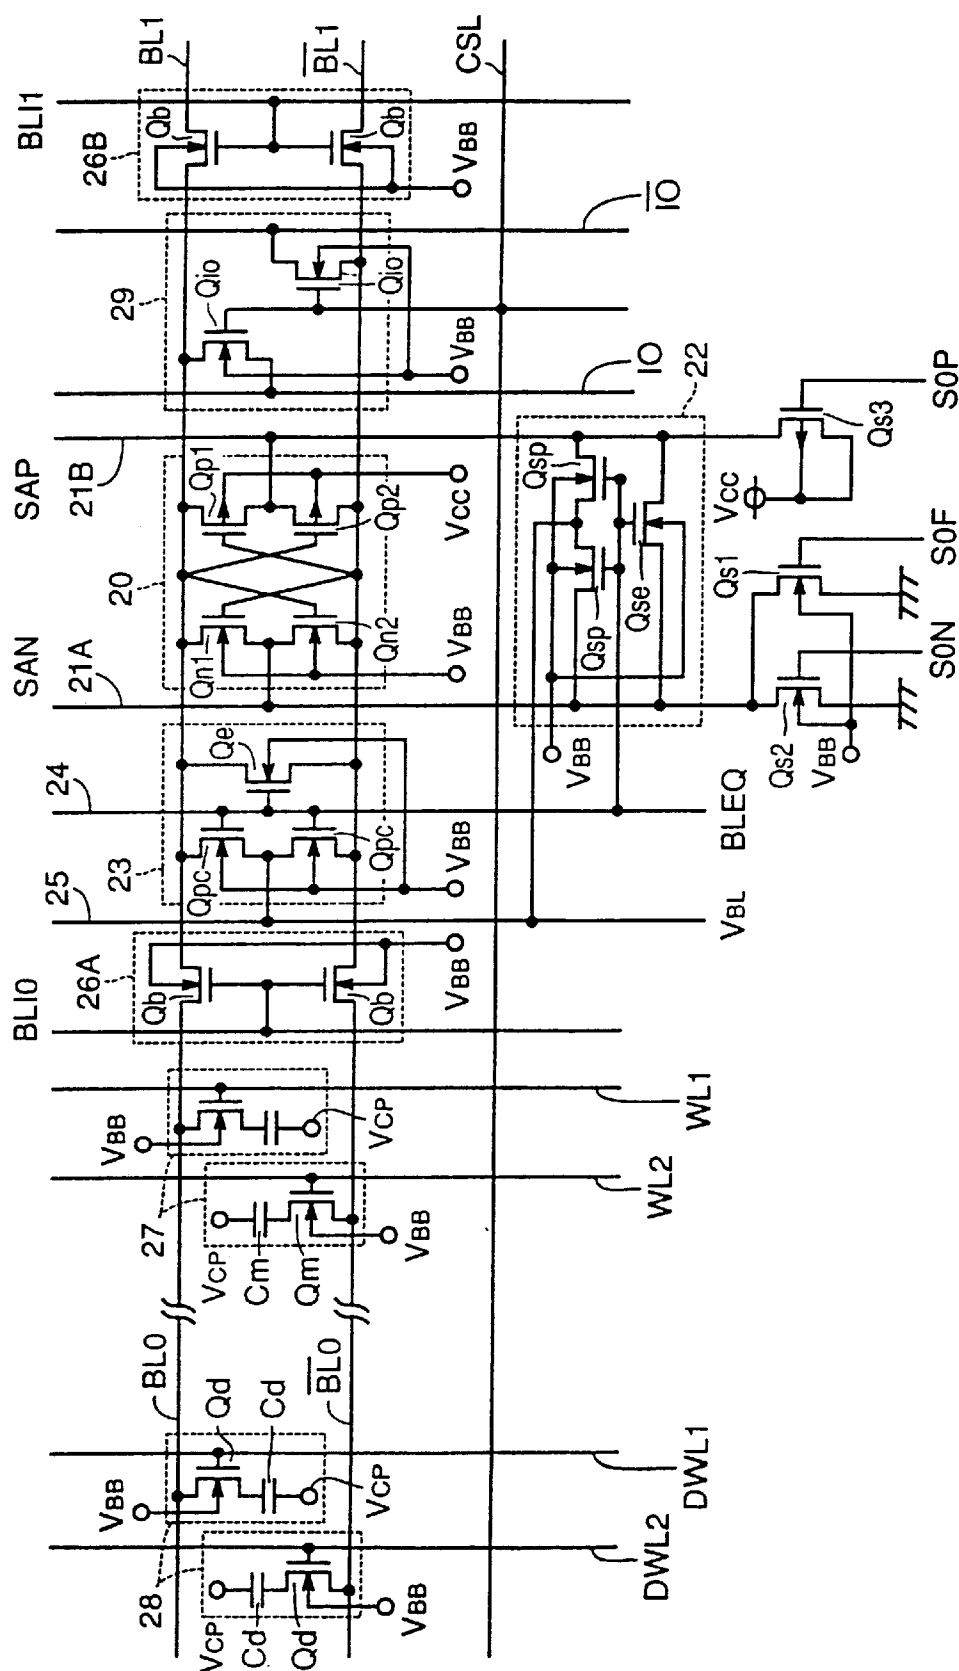 BLI1
BL1
B̅L̅1̅
CSL
26B
Qb
Qb
VBB
I̅O̅
29
Qio
Qio
VBB
IO
SAP
21B
20
Qp1
Qp2
VCC
Qn1
Qn2
VBB
SAN
21A
22
Qsp
Qsp
Qse
VBB
VCC
Qs3
S0P
Qs1
S0F
Qs2
S0N
VBB
24
23
25
Qe
Qpc
Qpc
VBB
BLEQ
VBL
BLI0
26A
Qb
Qb
VBB
VBB
VCP
WL1
27
VCP
Cm
Qm
VBB
WL2
BL0
B̅L̅0̅
Qd
Cd
VBB
VCP
DWL1
28
VCP
Cd
Qd
VBB
DWL2